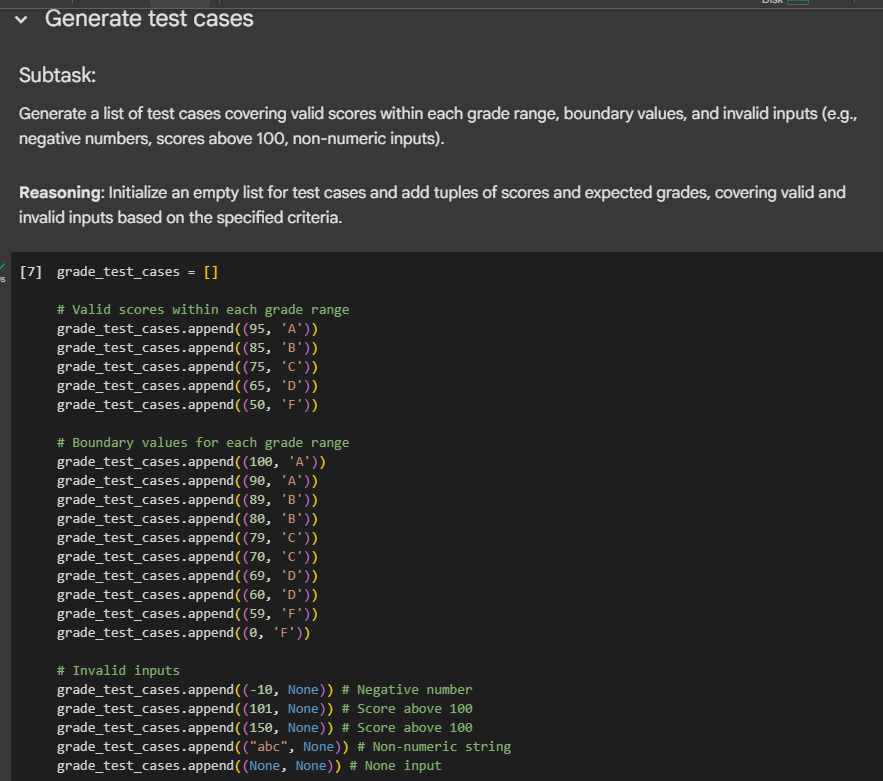 Disk
Generate test cases
Subtask:
Generate a list of test cases covering valid scores within each grade range, boundary values, and invalid inputs (e.g.,
negative numbers, scores above 100, non-numeric inputs).
Reasoning: Initialize an empty list for test cases and add tuples of scores and expected grades, covering valid and
invalid inputs based on the specified criteria.
[7] grade_test_cases = []
# Valid scores within each grade range
grade_test_cases.append((95, 'A'))
grade_test_cases.append((85, 'B'))
grade_test_cases.append((75, 'C'))
grade_test_cases.append((65, 'D'))
grade_test_cases.append((50, 'F'))
# Boundary values for each grade range
grade_test_cases.append((100, 'A'))
grade_test_cases.append((90, 'A'))
grade_test_cases.append((89, 'B'))
grade_test_cases.append((80, 'B'))
grade_test_cases.append((79, 'C'))
grade_test_cases.append((70, 'C'))
grade_test_cases.append((69, 'D'))
grade_test_cases.append((60, 'D'))
grade_test_cases.append((59, 'F'))
grade_test_cases.append((0, 'F'))
# Invalid inputs
grade_test_cases.append((-10, None)) # Negative number
grade_test_cases.append((101, None)) # Score above 100
grade_test_cases.append((150, None)) # Score above 100
grade_test_cases.append(("abc", None)) # Non-numeric string
grade_test_cases.append((None, None)) # None input